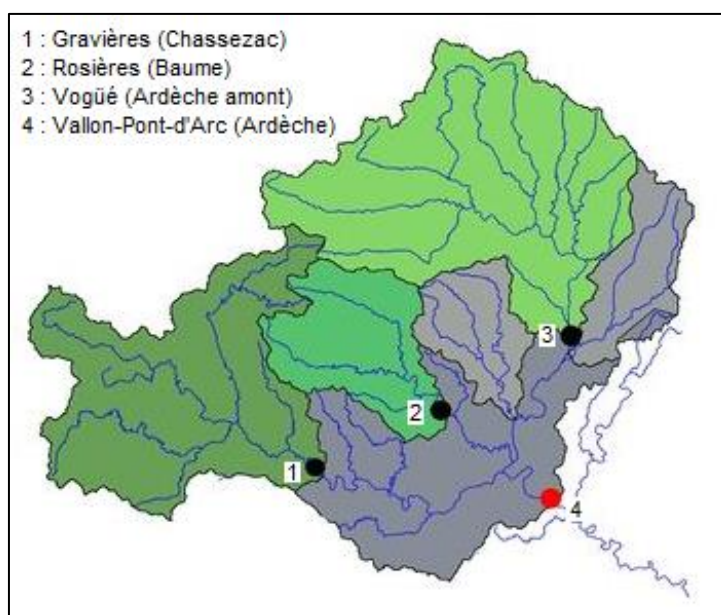 1 : Gravières (Chassezac)
2 : Rosières (Baume)
3 : Vogüé (Ardèche amont)
4 : Vallon-Pont-d'Arc (Ardèche)
3
2
1
4